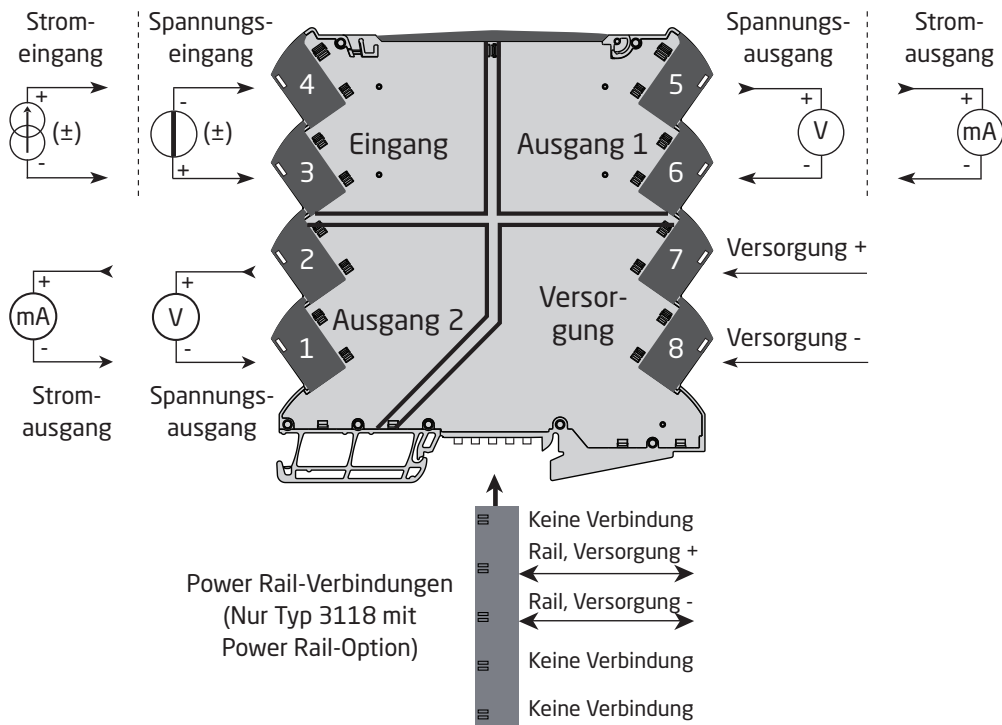 Strom-
eingang
Spannungs-
eingang
Spannungs-
ausgang
Strom-
ausgang
+
(±)
-
-
(±)
+
4
3
Eingang
Ausgang 1
5
6
+
V
-
+
mA
-
+
mA
-
Strom-
ausgang
+
V
-
Spannungs-
ausgang
2
1
Ausgang 2
Versor-
gung
7
8
Versorgung +
Versorgung -
Power Rail-Verbindungen
(Nur Typ 3118 mit
Power Rail-Option)
Keine Verbindung
Rail, Versorgung +
Rail, Versorgung -
Keine Verbindung
Keine Verbindung